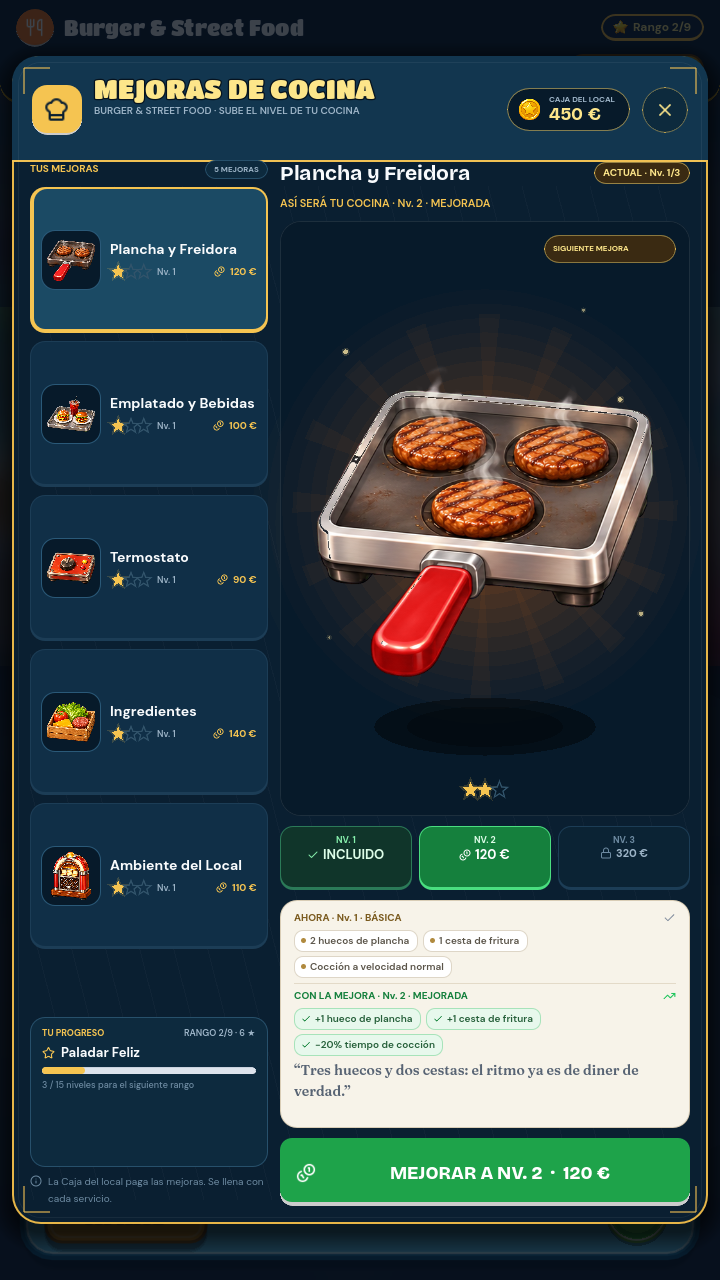 Burger & Street Food
Rango 2/9
MEJORAS DE COCINA
BURGER & STREET FOOD · SUBE EL NIVEL DE TU COCINA
CAJA DEL LOCAL
450 €
TUS MEJORAS
5 MEJORAS
Plancha y Freidora
Nv. 1
120 €
Emplatado y Bebidas
Nv. 1
100 €
Termostato
Nv. 1
90 €
Ingredientes
Nv. 1
140 €
Ambiente del Local
Nv. 1
110 €
TU PROGRESO
RANGO 2/9 · 6 ★
Paladar Feliz
3 / 15 niveles para el siguiente rango
La Caja del local paga las mejoras. Se llena con
cada servicio.
Plancha y Freidora
ACTUAL · Nv. 1/3
ASÍ SERÁ TU COCINA · Nv. 2 · MEJORADA
SIGUIENTE MEJORA
NV. 1
INCLUIDO
NV. 2
120 €
NV. 3
320 €
AHORA · Nv. 1 · BÁSICA
2 huecos de plancha
1 cesta de fritura
Cocción a velocidad normal
CON LA MEJORA · Nv. 2 · MEJORADA
+1 hueco de plancha
+1 cesta de fritura
−20% tiempo de cocción
“Tres huecos y dos cestas: el ritmo ya es de diner de
verdad.”
MEJORAR A NV. 2 · 120 €